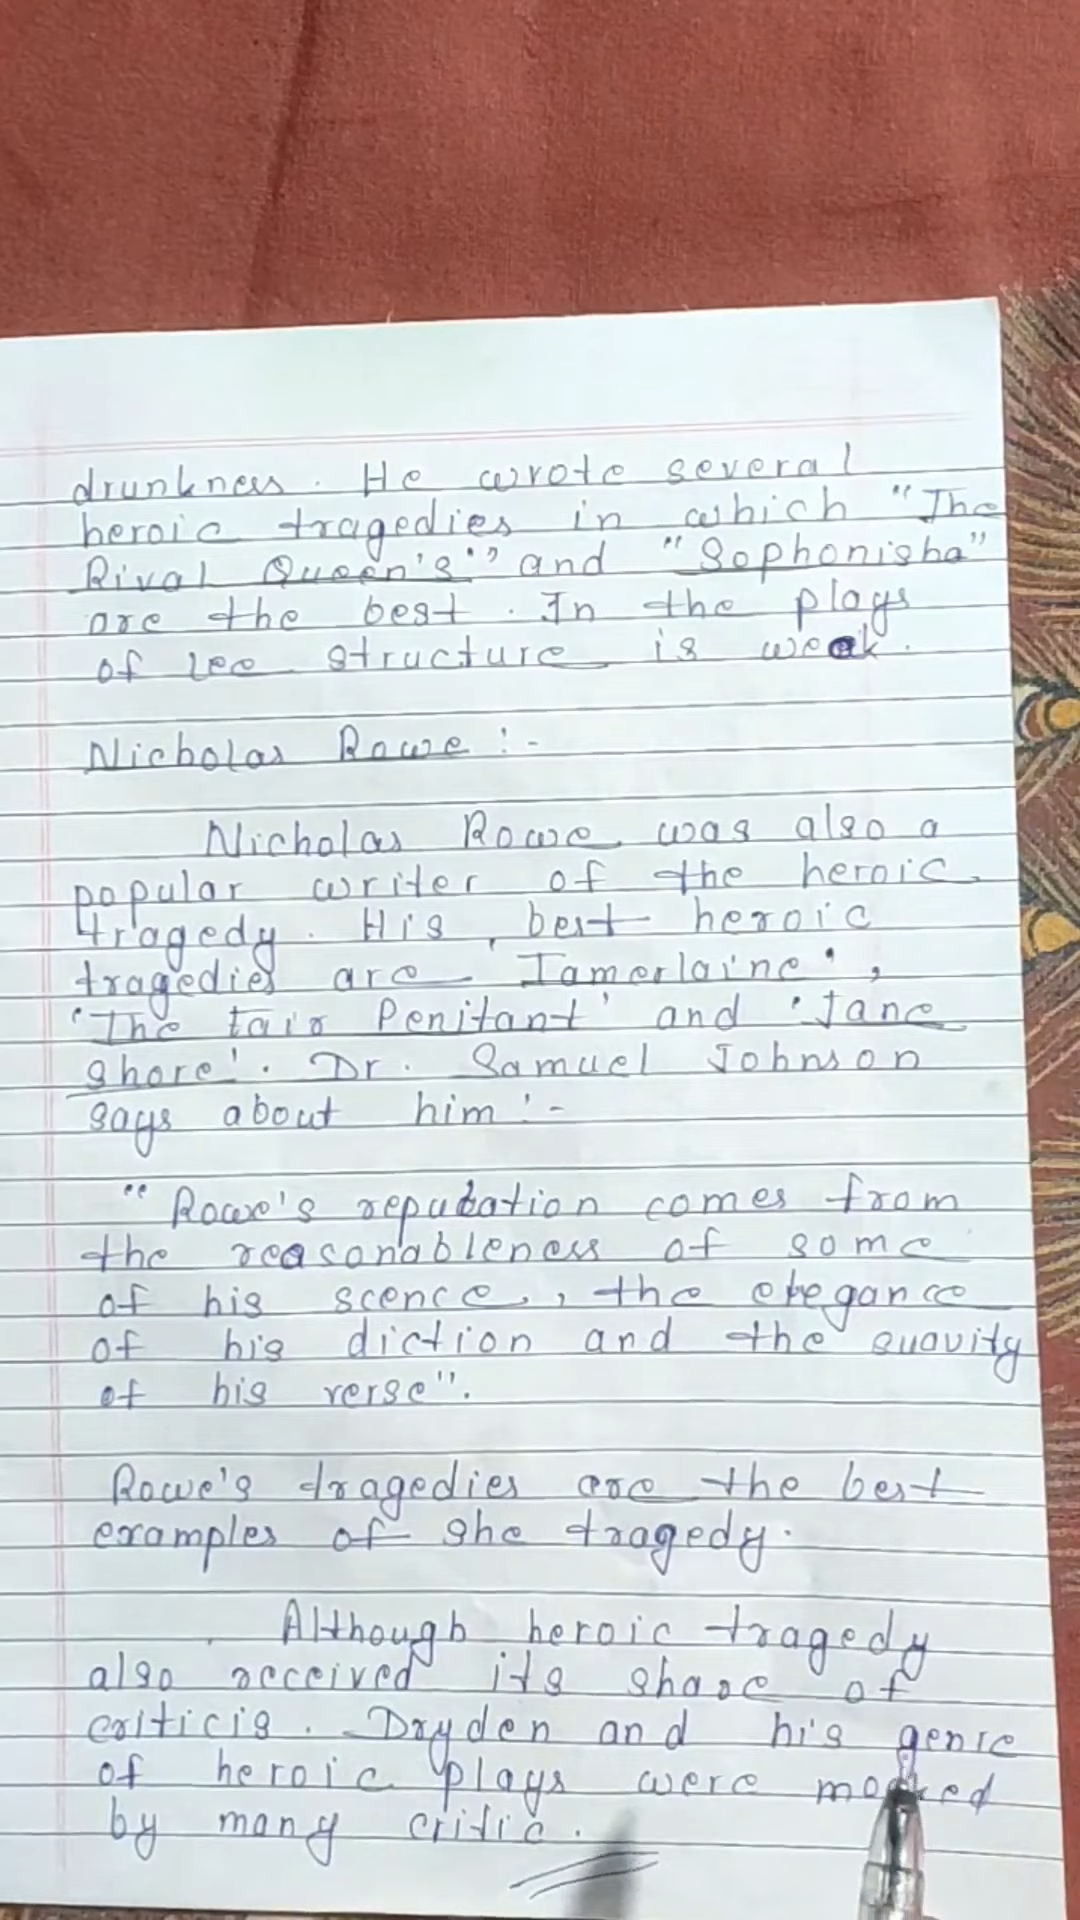 drunkness. He wrote several
heroic tragedies in which "The
Rival Queen's" and "Sophonisba"
are the best. In the plays
of Lee structure is weak.
Nicholas Rowe :-
Nicholas Rowe was also a
popular writer of the heroic
tragedy. His best heroic
tragedies are 'Tamerlaine',
'The fair Penitant' and 'Jane
Shore'. Dr. Samuel Johnson
says about him :-
"Rowe's reputation comes from
the reasonableness of some
of his scence, the elegance
of his diction and the suavity
of his verse".
Rowe's tragedies are the best
examples of she tragedy.
Although heroic tragedy
also received its share of
criticis. Dryden and his genre
of heroic plays were mocked
by many critic.